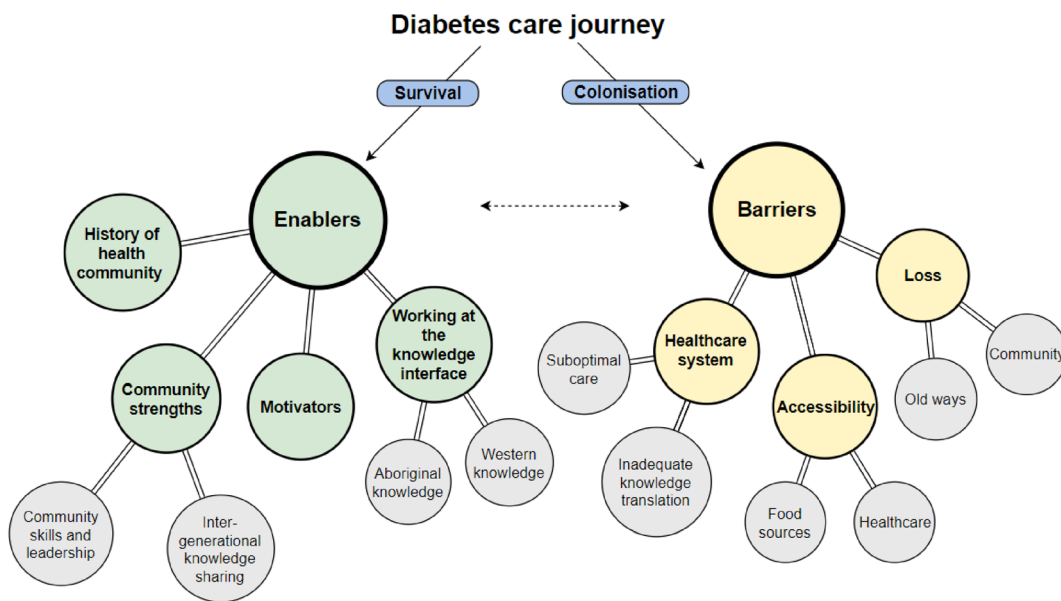 Diabetes care journey
Survival
Colonisation
Enablers
Barriers
History of
health
community
Loss
Working at
the
knowledge
interface
Healthcare
system
Suboptimal
care
Community
Community
strengths
Motivators
Accessibility
Old ways
Aboriginal
knowledge
Western
knowledge
Inadequate
knowledge
translation
Food
sources
Healthcare
Community
skills and
leadership
Inter-
generational
knowledge
sharing